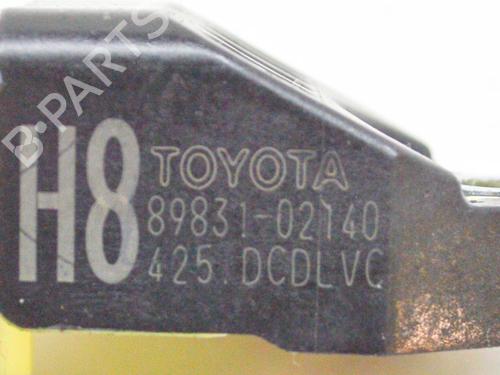 B-PARTS
H8
TOYOTA
89831-02140
425.DCDLVC